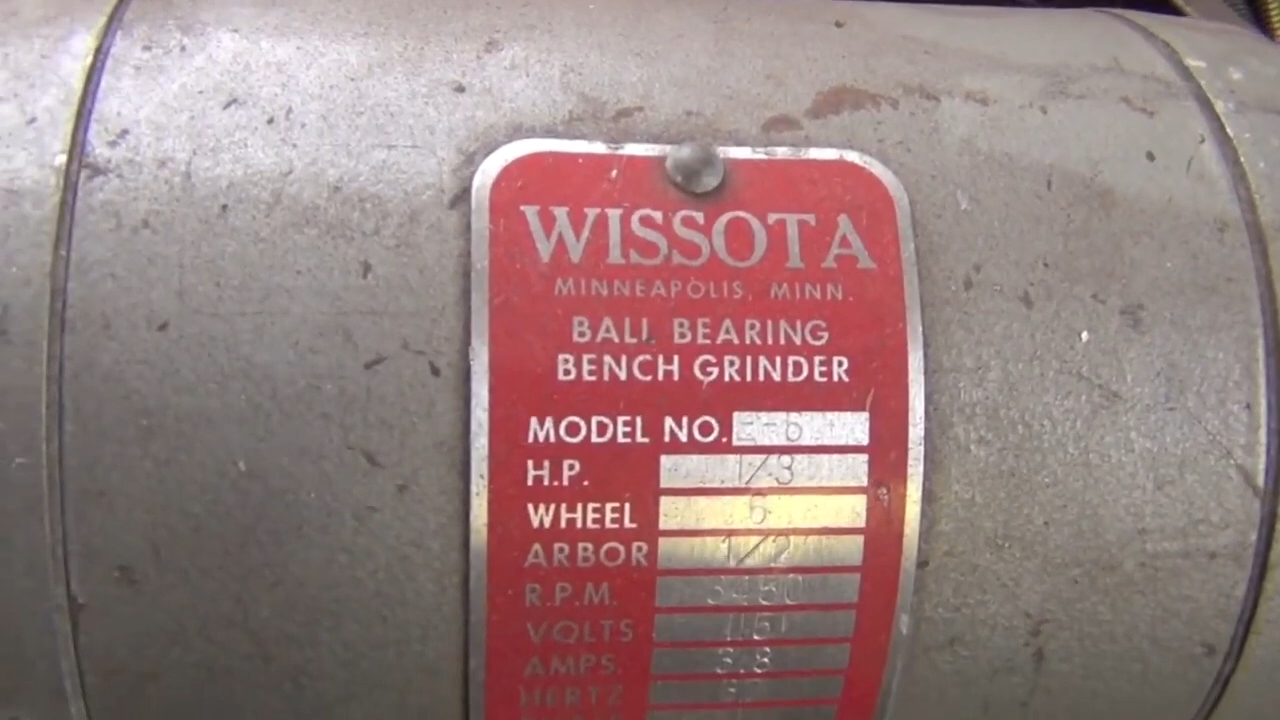 WISSOTA
MINNEAPOLIS, MINN.
BALL BEARING
BENCH GRINDER
MODEL NO.
H.P. 1/3
WHEEL 6
ARBOR 1/2
R.P.M. 3450
VOLTS
AMPS. 3.8
HERTZ